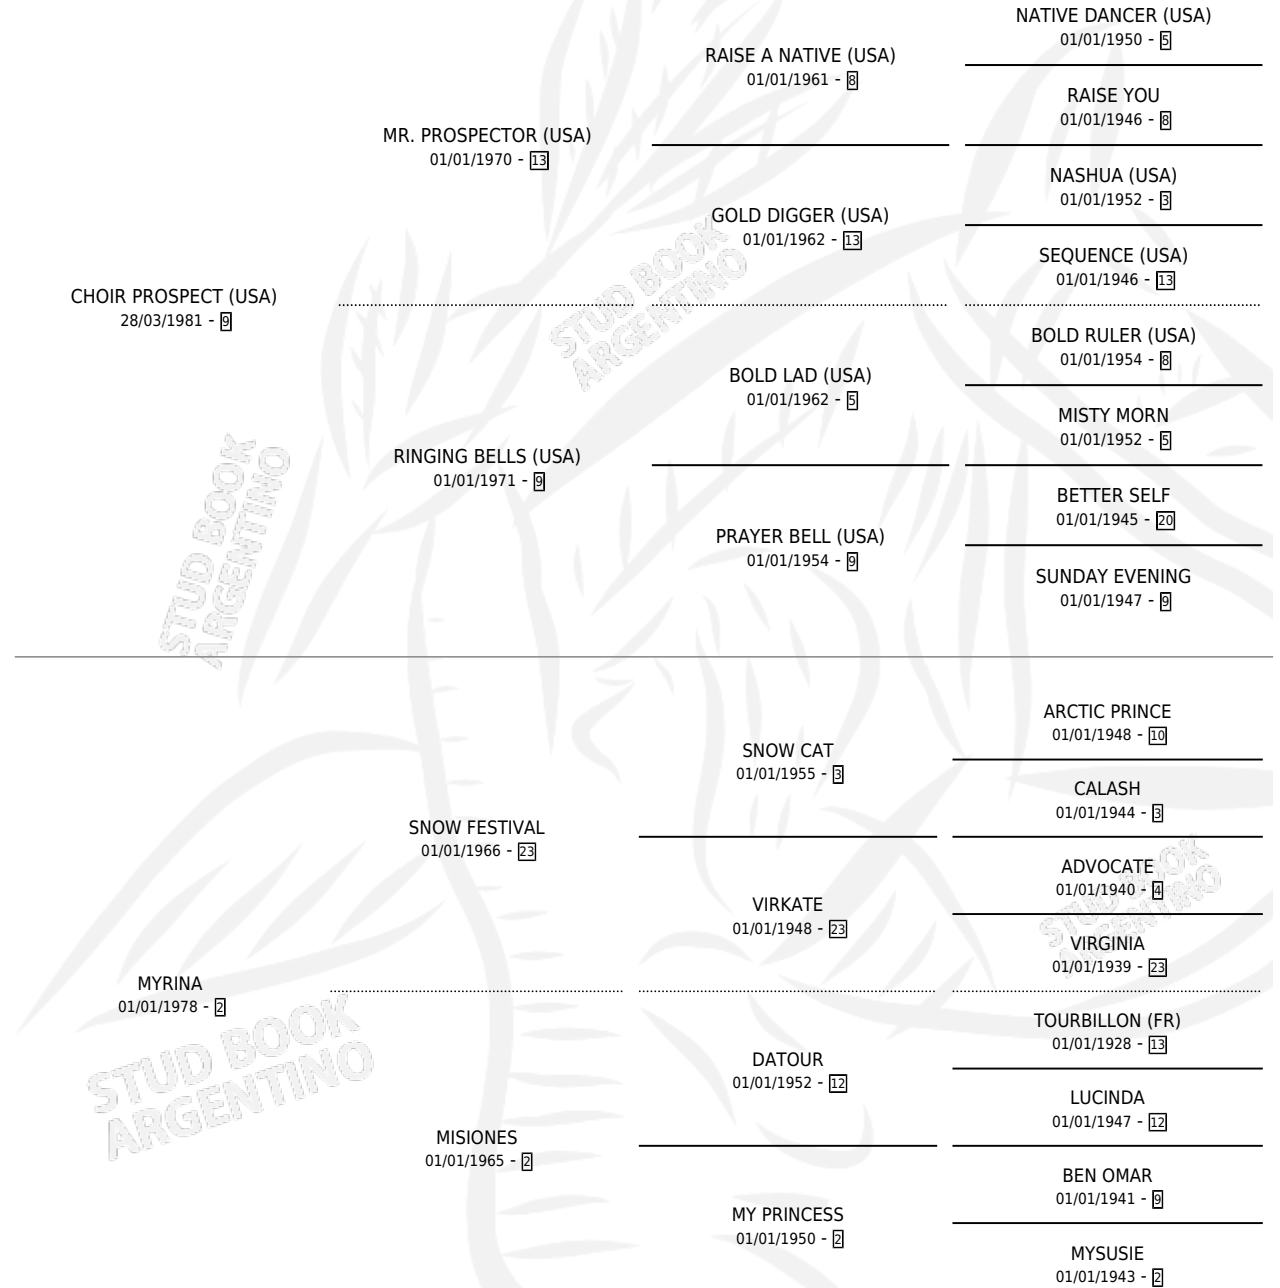 NATIVE DANCER (USA)
01/01/1950 - 5
RAISE A NATIVE (USA)
01/01/1961 - 8
RAISE YOU
01/01/1946 - 8
MR. PROSPECTOR (USA)
01/01/1970 - 13
NASHUA (USA)
01/01/1952 - 3
GOLD DIGGER (USA)
01/01/1962 - 13
SEQUENCE (USA)
01/01/1946 - 13
CHOIR PROSPECT (USA)
28/03/1981 - 9
STUD BOOK
ARGENTINO
BOLD RULER (USA)
01/01/1954 - 8
BOLD LAD (USA)
01/01/1962 - 5
MISTY MORN
01/01/1952 - 5
RINGING BELLS (USA)
01/01/1971 - 9
BETTER SELF
01/01/1945 - 20
PRAYER BELL (USA)
01/01/1954 - 9
SUNDAY EVENING
01/01/1947 - 9
STUD BOOK
ARGENTINO
ARCTIC PRINCE
01/01/1948 - 10
SNOW CAT
01/01/1955 - 3
CALASH
01/01/1944 - 3
SNOW FESTIVAL
01/01/1966 - 23
ADVOCATE
01/01/1940 - 4
VIRKATE
01/01/1948 - 23
VIRGINIA
01/01/1939 - 23
STUD BOOK
ARGENTINO
MYRINA
01/01/1978 - 2
STUD BOOK
ARGENTINO
TOURBILLON (FR)
01/01/1928 - 13
DATOUR
01/01/1952 - 12
LUCINDA
01/01/1947 - 12
MISIONES
01/01/1965 - 2
BEN OMAR
01/01/1941 - 9
MY PRINCESS
01/01/1950 - 2
MYSUSIE
01/01/1943 - 2